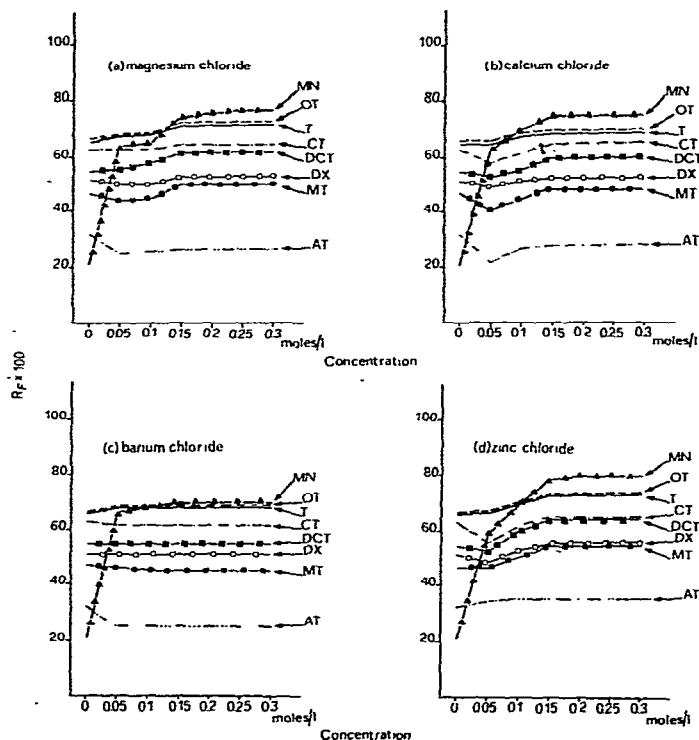 (a) magnesium chloride
100
80
60
40
20
MN
OT
T
CT
DCT
DX
MT
AT
0 0.05 0.1 0.15 0.2 0.25 0.3
moles/l
(b) calcium chloride
100
80
60
40
20
MN
OT
T
CT
DCT
DX
MT
AT
0 0.05 0.1 0.15 0.2 0.25 0.3
moles/l
Concentration
RF x 100
(c) barium chloride
100
80
60
40
20
MN
OT
T
CT
DCT
DX
MT
AT
0 0.05 0.1 0.15 0.2 0.25 0.3
moles/l
(d) zinc chloride
100
80
60
40
20
MN
OT
T
CT
DCT
DX
MT
AT
0 0.05 0.1 0.15 0.2 0.25 0.3
moles/l
Concentration